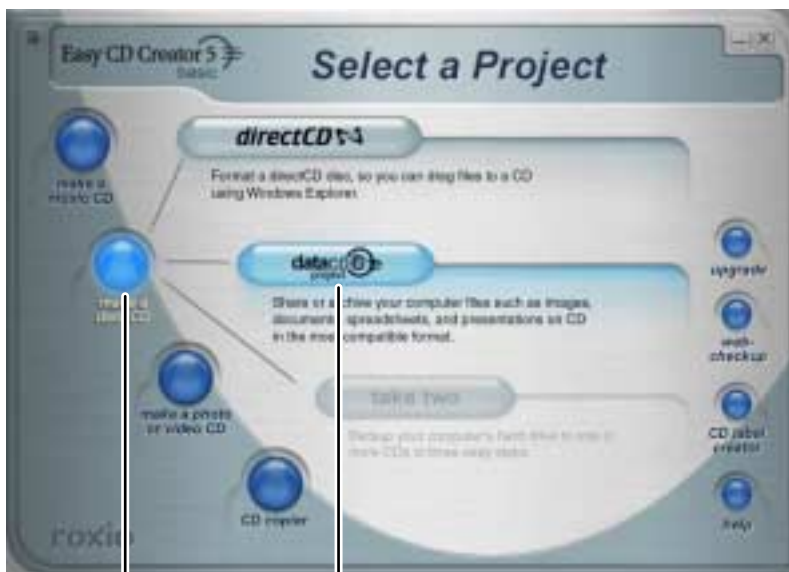 Easy CD Creator 5
basic
Select a Project
make a
music CD
directCD
Format a directCD disc, so you can drag files to a CD
using Windows Explorer.
make a
data CD
dataCD
project
Share or archive your computer files such as images,
documents, spreadsheets, and presentations on CD
in the most compatible format.
make a photo
or video CD
take two
Backup your computer's hard drive to one or
more CDs in three easy steps.
CD copier
upgrade
web-
checkup
CD label
creator
help
roxio